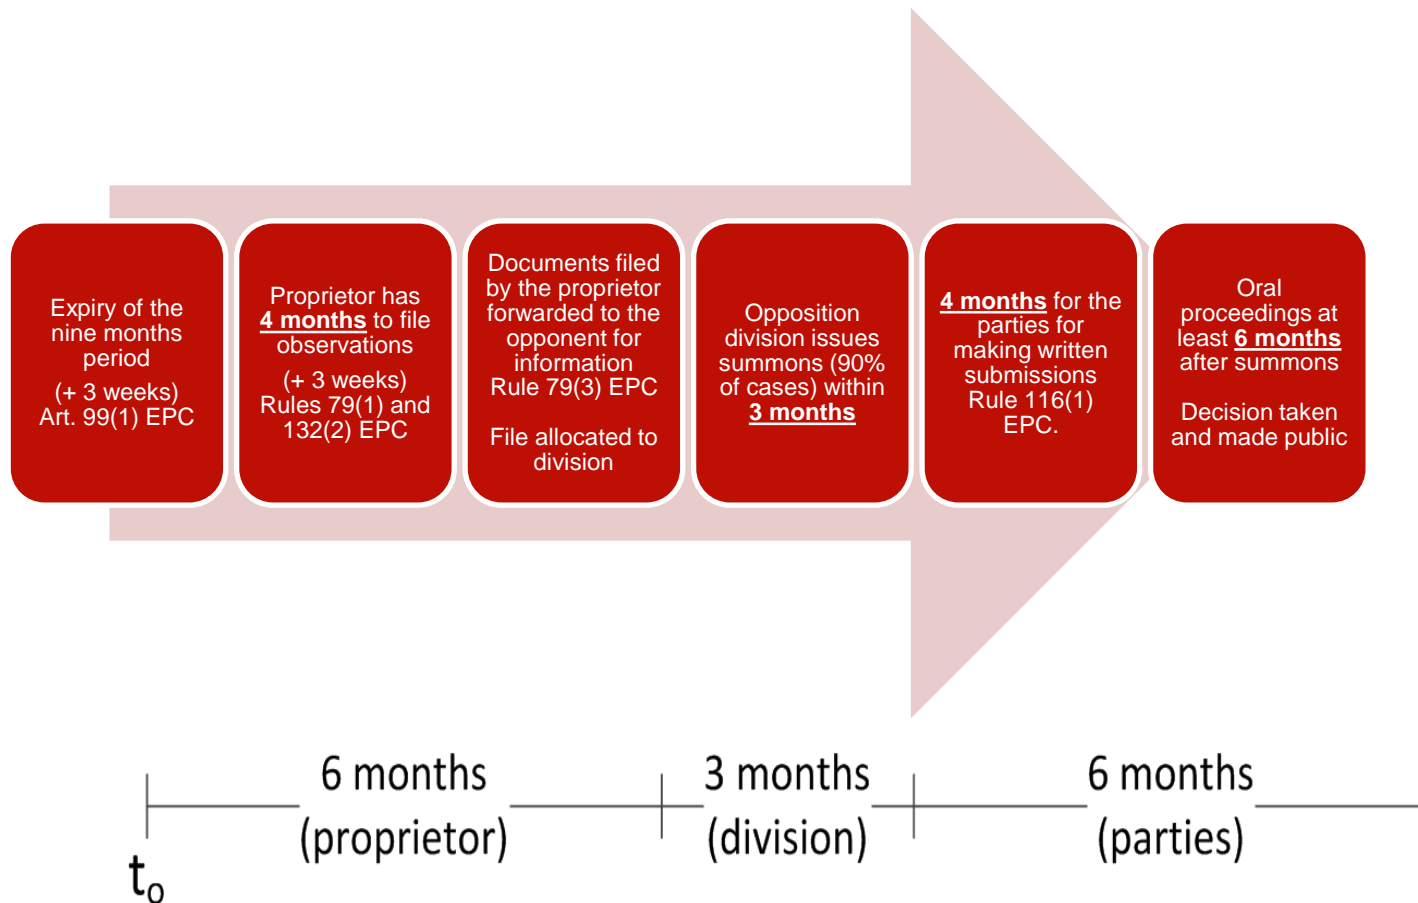 Expiry of the
nine months
period
(+ 3 weeks)
Art. 99(1) EPC
Proprietor has
4 months to file
observations
(+ 3 weeks)
Rules 79(1) and
132(2) EPC
Documents filed
by the proprietor
forwarded to the
opponent for
information
Rule 79(3) EPC
File allocated to
division
Opposition
division issues
summon (90%
of cases) within
3 months
4 months for the
parties for
making written
submissions
Rule 116(1)
EPC.
Oral
proceedings at
least 6 months
after summons
Decision taken
and made public
6 months
(proprietor)
3 months
(division)
6 months
(parties)
to